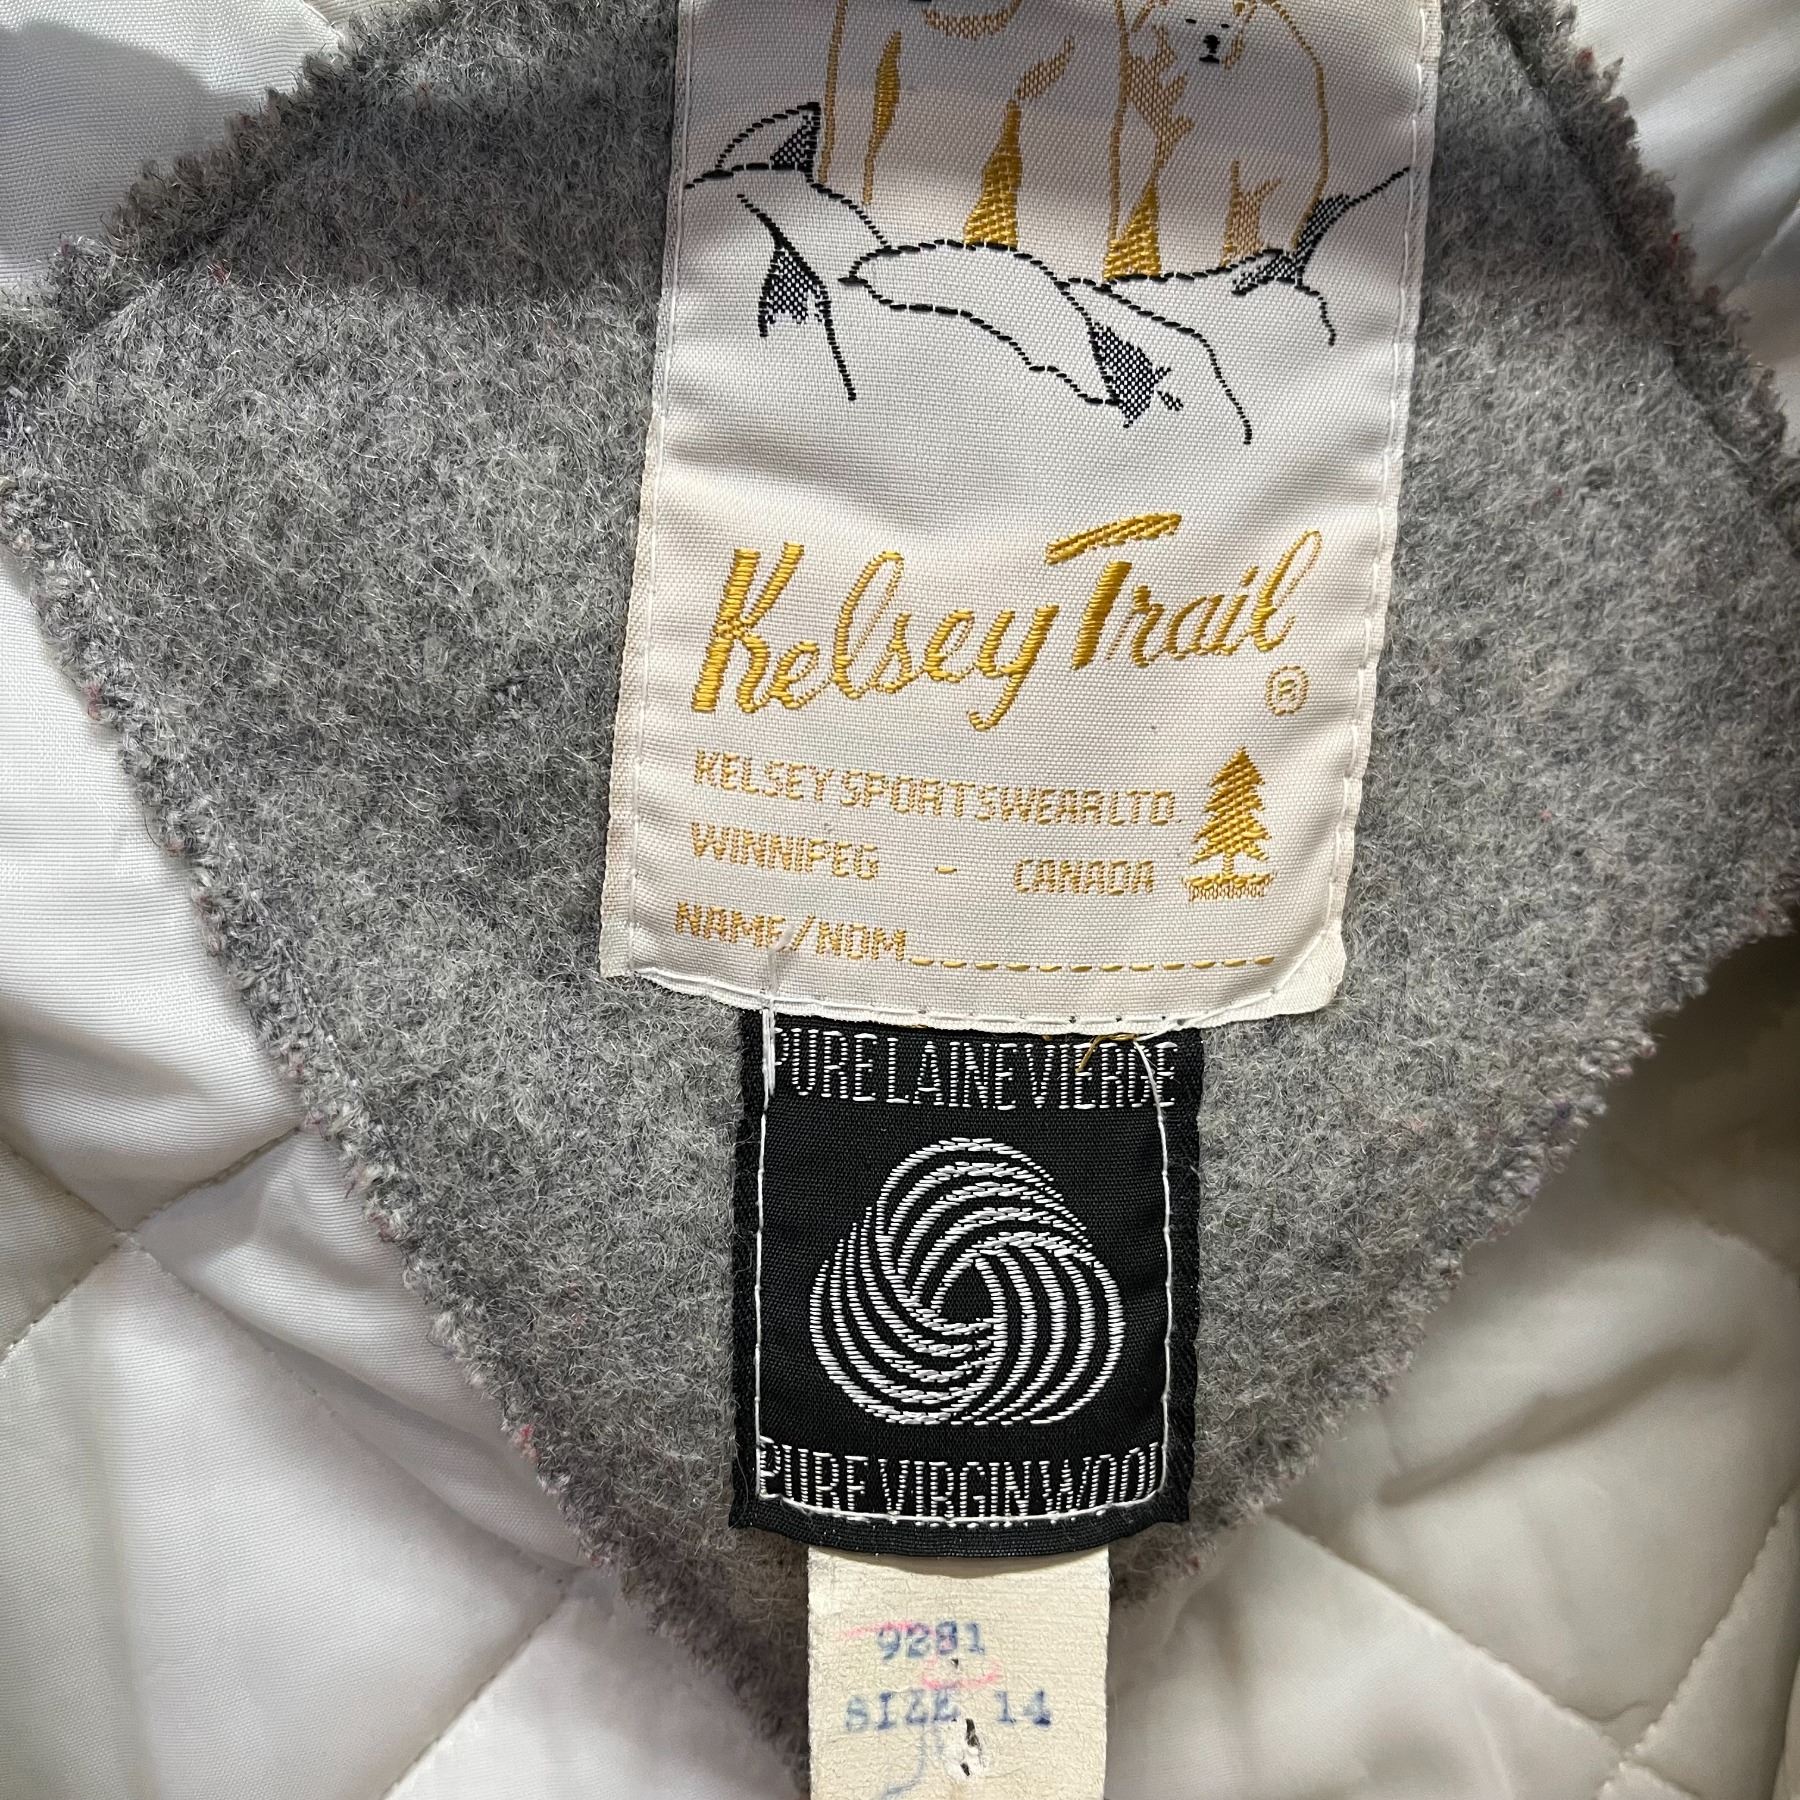 Kelsey Trail ®
KELSEY SPORTSWEAR LTD.
WINNIPEG - CANADA
NAME/NOM
PURE LAINE VIERGE
PURE VIRGIN WOOL
9281
SIZE 14